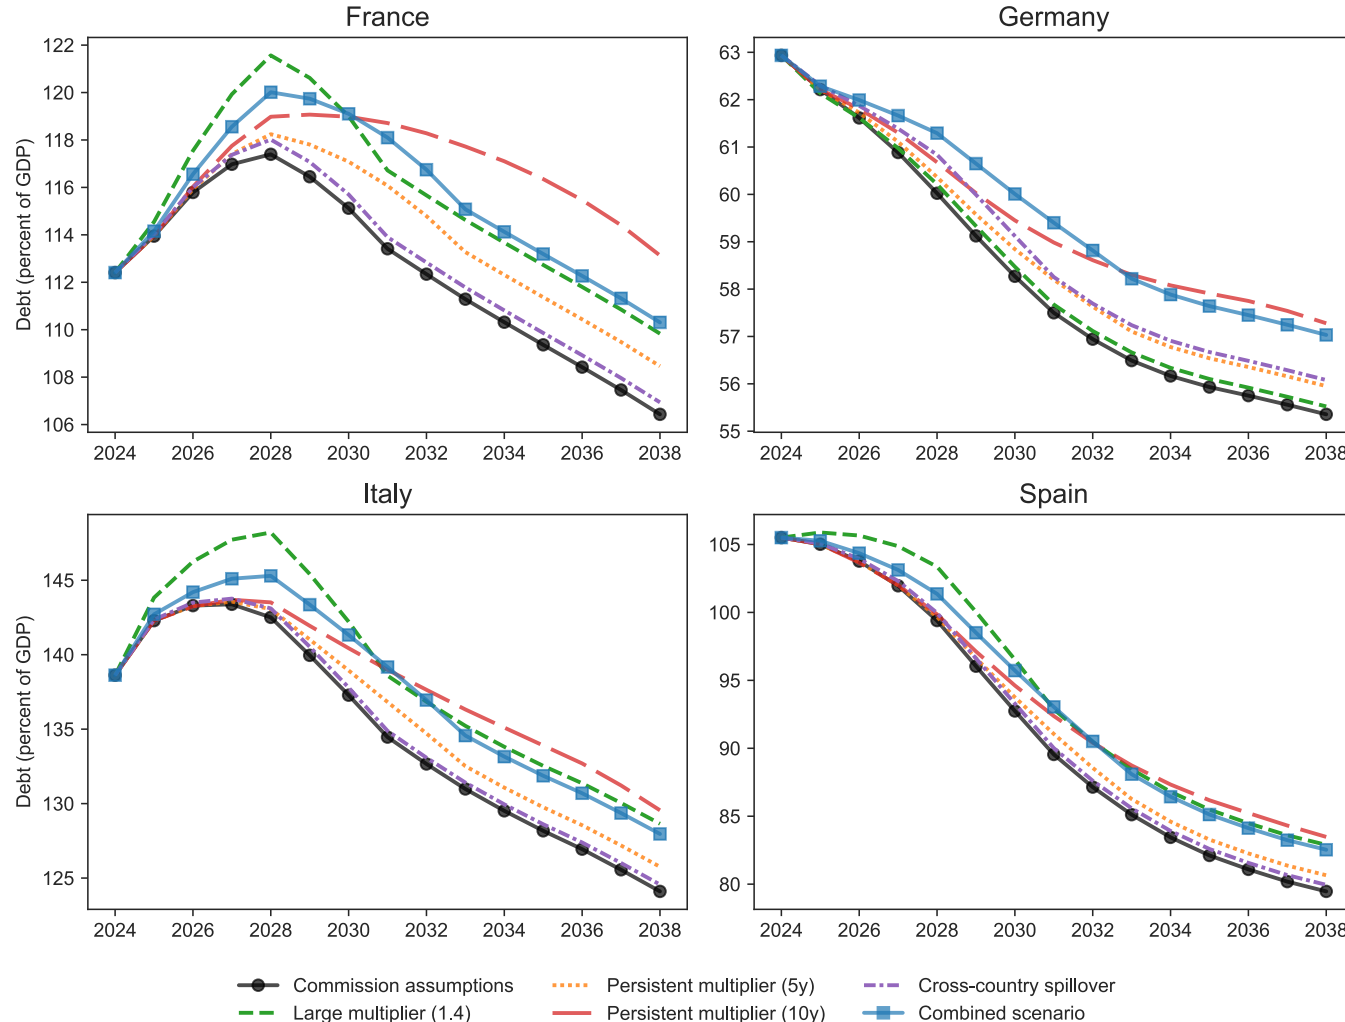 France
Germany
Debt (percent of GDP)
122
120
118
116
114
112
110
108
106
2024 2026 2028 2030 2032 2034 2036 2038
63
62
61
60
59
58
57
56
55
2024 2026 2028 2030 2032 2034 2036 2038
Italy
Spain
Debt (percent of GDP)
145
140
135
130
125
2024 2026 2028 2030 2032 2034 2036 2038
105
100
95
90
85
80
2024 2026 2028 2030 2032 2034 2036 2038
Commission assumptions
Large multiplier (1.4)
Persistent multiplier (5y)
Persistent multiplier (10y)
Cross-country spillover
Combined scenario